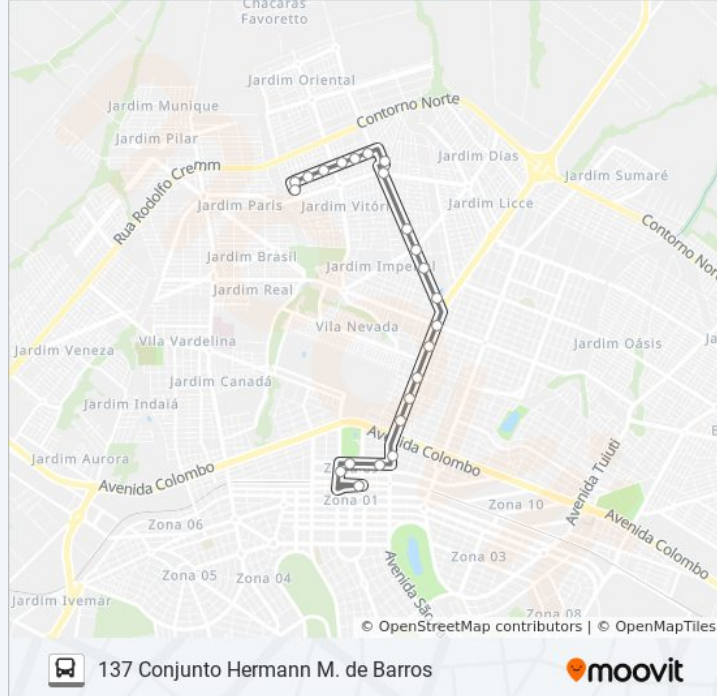 Chácaras
Favoretto
Jardim Oriental
Contorno Norte
Jardim Munique
Jardim Pilar
Jardim Dias
Jardim Sumaré
Rua Rodolfo Cremm
Jardim Paris
Jardim Vitóri
Jardim Licce
Contorno Nort
Jardim Brasil
Jardim Imperial
Jardim Real
Vila Nevada
Vila Vardelina
Jardim Veneza
Jardim Oásis
Jardim Canadá
Jardim Indaiá
Jardim Aurora
Avenida Colombo
Avenida Colombo
Avenida Tuiuti
Zona 01
Zona 10
Avenida Colombo
Zona 06
Zona 03
Zona 05
Zona 04
Avenida São
Jardim Ivemar
Zona 08
© OpenStreetMap contributors | © OpenMapTiles
137 Conjunto Hermann M. de Barros
moovit